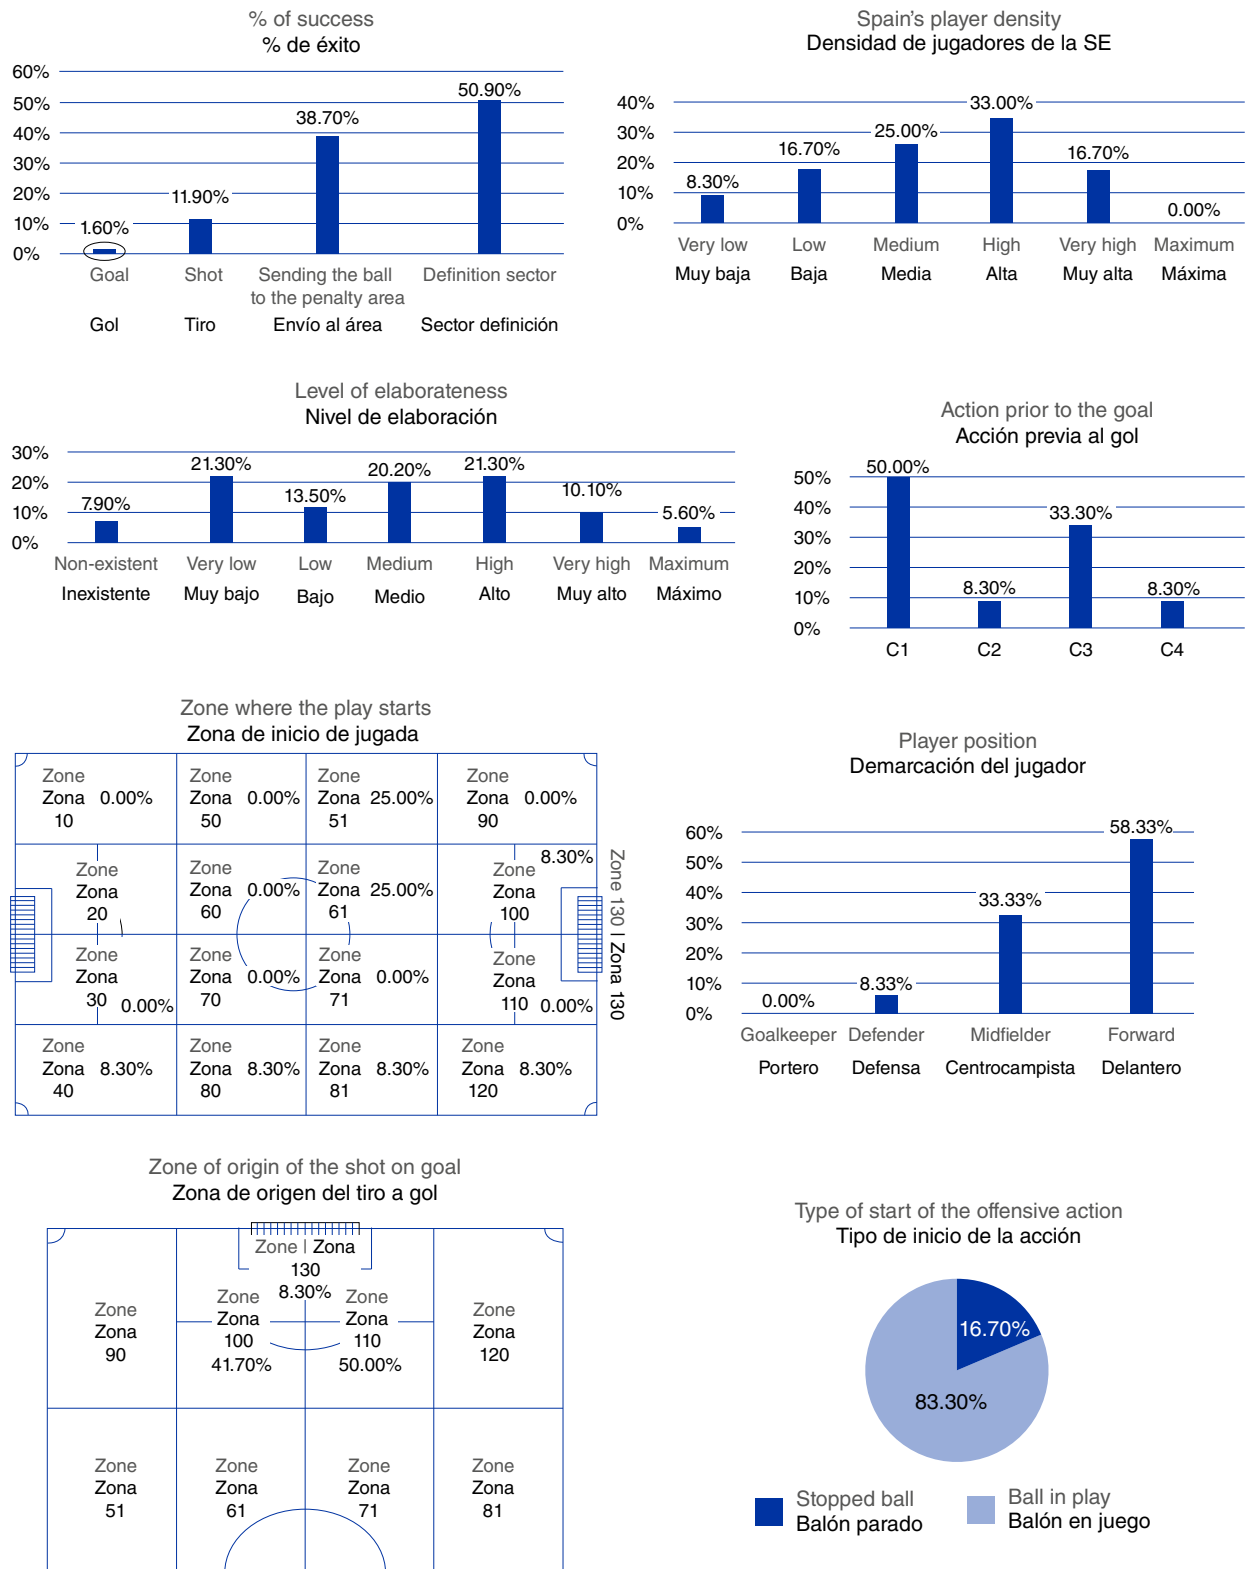 % of success
% de éxito
60%
50%
40%
30%
20%
10%
0%
1.60%
11.90%
38.70%
50.90%
Goal
Shot
Sending the ball
to the penalty area
Definition sector
Gol
Tiro
Envío al área
Sector definición
Spain's player density
Densidad de jugadores de la SE
40%
30%
20%
10%
0%
8.30%
16.70%
25.00%
33.00%
16.70%
0.00%
Very low
Low
Medium
High
Very high
Maximum
Muy baja
Baja
Media
Alta
Muy alta
Máxima
Level of elaborateness
Nivel de elaboración
30%
20%
10%
0%
7.90%
21.30%
13.50%
20.20%
21.30%
10.10%
5.60%
Non-existent
Very low
Low
Medium
High
Very high
Maximum
Inexistente
Muy bajo
Bajo
Medio
Alto
Muy alto
Máximo
Action prior to the goal
Acción previa al gol
50%
40%
30%
20%
10%
0%
50.00%
8.30%
33.30%
8.30%
C1
C2
C3
C4
Zone where the play starts
Zona de inicio de jugada
Zone
Zona 0.00%
10
Zone
Zona 0.00%
50
Zone
Zona 25.00%
51
Zone
Zona 0.00%
90
Zone
Zona
20
Zone
Zona 0.00%
60
Zone
Zona 25.00%
61
8.30%
Zone
Zona
100
Zone
Zona
30 0.00%
Zone
Zona 0.00%
70
Zone
Zona 0.00%
71
Zone
Zona
110 0.00%
Zone
Zona 8.30%
40
Zone
Zona 8.30%
80
Zone
Zona 8.30%
81
Zone
Zona 8.30%
120
Zone 130 | Zona 130
Player position
Demarcación del jugador
60%
50%
40%
30%
20%
10%
0%
0.00%
8.33%
33.33%
58.33%
Goalkeeper
Defender
Midfielder
Forward
Portero
Defensa
Centrocampista
Delantero
Zone of origin of the shot on goal
Zona de origen del tiro a gol
Zone | Zona
130
8.30%
Zone
Zona
90
Zone
Zona
100
41.70%
Zone
Zona
110
50.00%
Zone
Zona
120
Zone
Zona
51
Zone
Zona
61
Zone
Zona
71
Zone
Zona
81
Type of start of the offensive action
Tipo de inicio de la acción
16.70%
83.30%
Stopped ball
Balón parado
Ball in play
Balón en juego